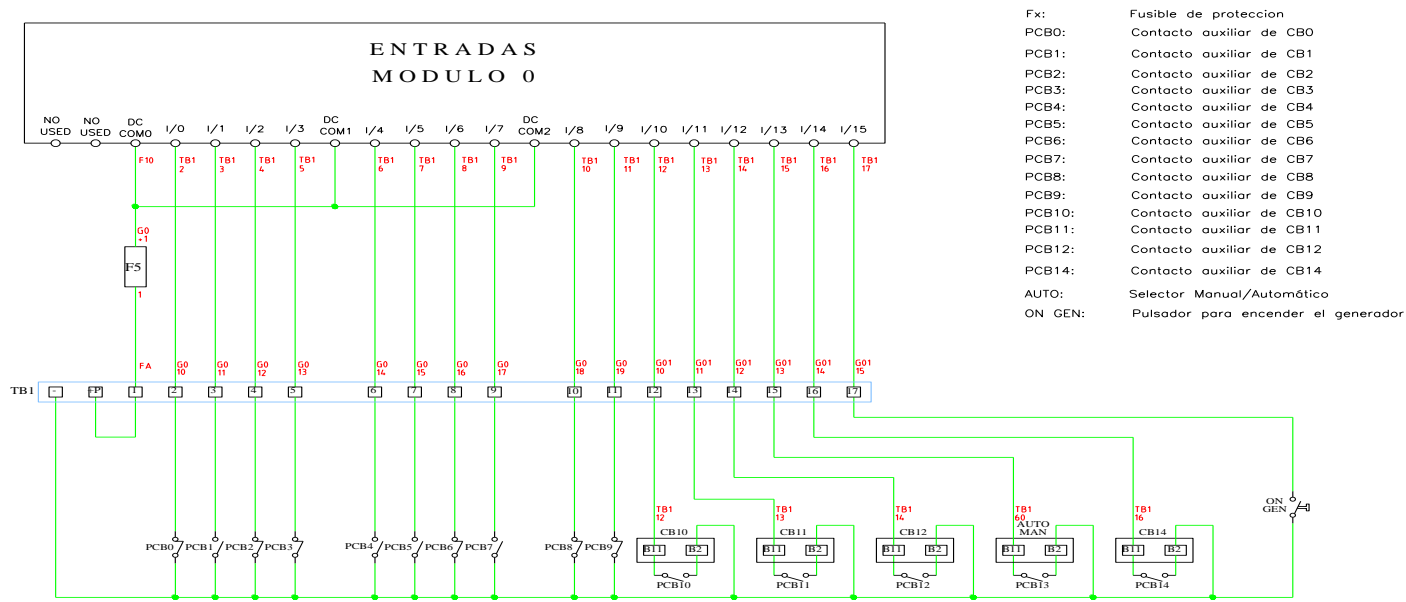 ENTRADAS
MODULO 0
NO USED
NO USED
DC COM0
I/0
I/1
I/2
I/3
DC COM1
I/4
I/5
I/6
I/7
DC COM2
I/8
I/9
I/10
I/11
I/12
I/13
I/14
I/15
F10
TB1 2
TB1 3
TB1 4
TB1 5
TB1 6
TB1 7
TB1 8
TB1 9
TB1 10
TB1 11
TB1 12
TB1 13
TB1 14
TB1 15
TB1 16
TB1 17
G0 +1
F5
1
FA
G0 10
G0 11
G0 12
G0 13
G0 14
G0 15
G0 16
G0 17
G0 18
G0 19
G01 10
G01 11
G01 12
G01 13
G01 14
G01 15
TB1
-
+P
1
2
3
4
5
6
7
8
9
10
11
12
13
14
15
16
17
PCB0
PCB1
PCB2
PCB3
PCB4
PCB5
PCB6
PCB7
PCB8
PCB9
TB1 12
CB10
B11
B2
PCB10
TB1 13
CB11
B11
B2
PCB11
TB1 14
CB12
B11
B2
PCB12
TB1 60
AUTO MAN
B11
B2
PCB13
TB1 16
CB14
B11
B2
PCB14
ON GEN
Fx: Fusible de proteccion
PCB0: Contacto auxiliar de CB0
PCB1: Contacto auxiliar de CB1
PCB2: Contacto auxiliar de CB2
PCB3: Contacto auxiliar de CB3
PCB4: Contacto auxiliar de CB4
PCB5: Contacto auxiliar de CB5
PCB6: Contacto auxiliar de CB6
PCB7: Contacto auxiliar de CB7
PCB8: Contacto auxiliar de CB8
PCB9: Contacto auxiliar de CB9
PCB10: Contacto auxiliar de CB10
PCB11: Contacto auxiliar de CB11
PCB12: Contacto auxiliar de CB12
PCB14: Contacto auxiliar de CB14
AUTO: Selector Manual/Automático
ON GEN: Pulsador para encender el generador